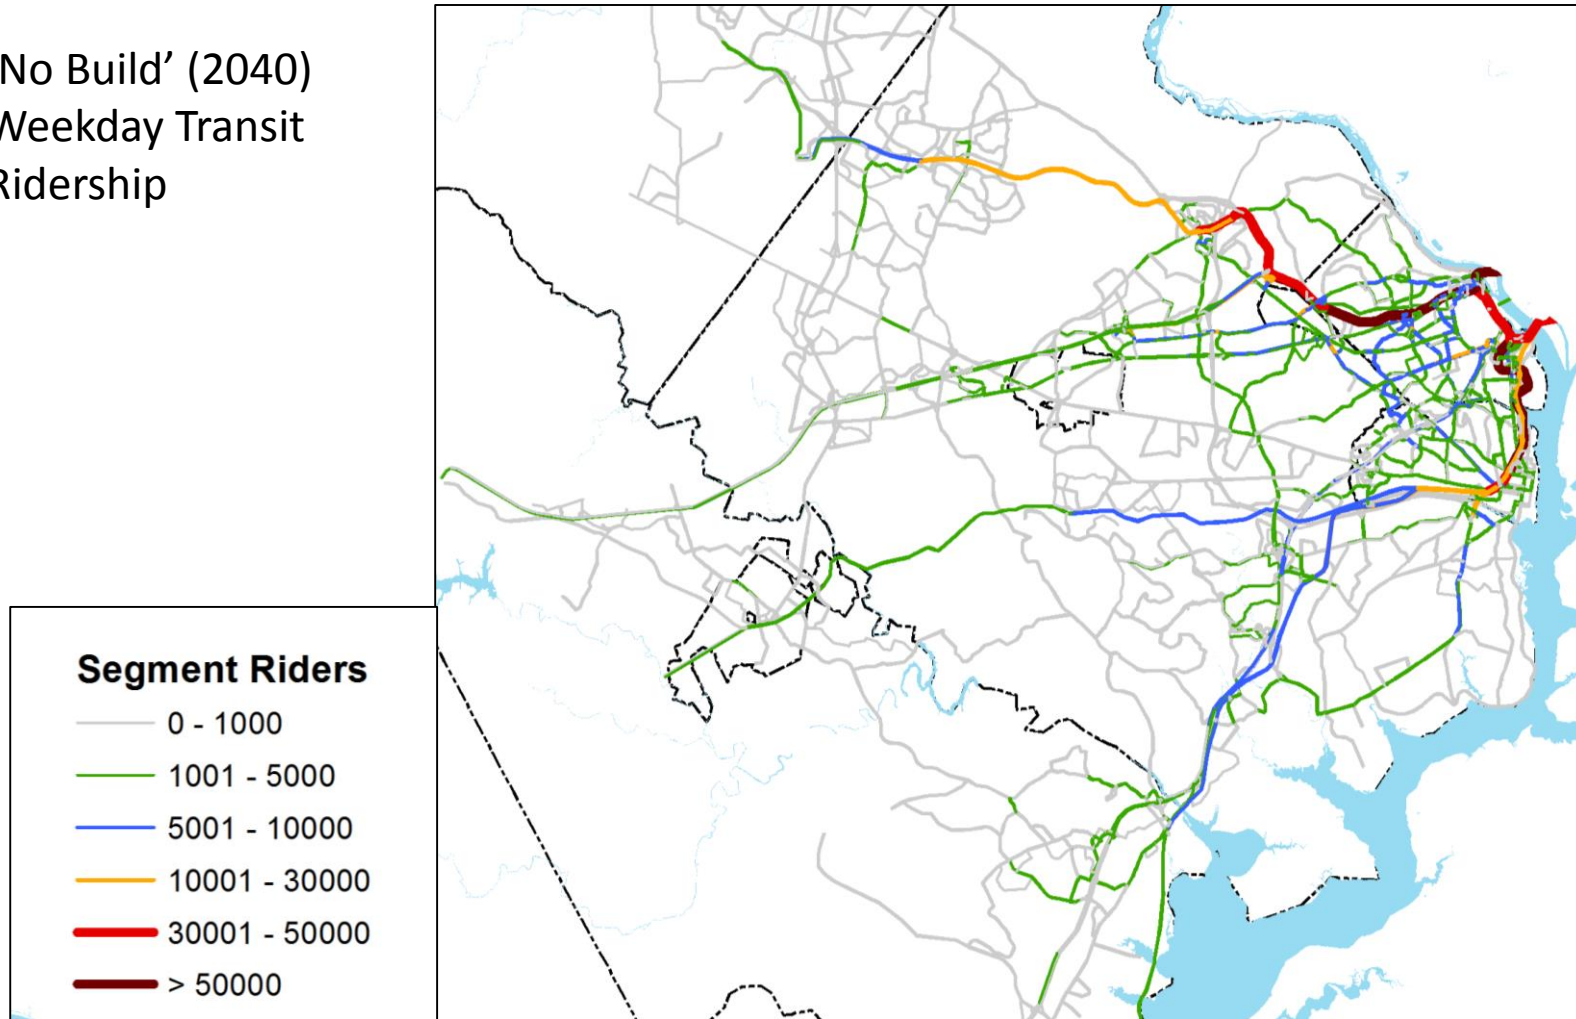 No Build’ (2040)
Weekday Transit
Ridership
Segment Riders
0 - 1000
1001 - 5000
5001 - 10000
10001 - 30000
30001 - 50000
> 50000